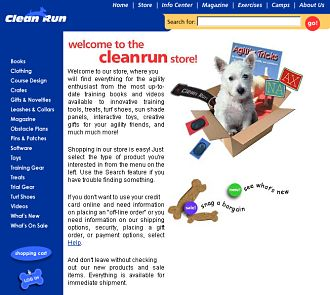 Clean Run
Home | Store | Info Center | Magazine | Exercises | Camps | About Us
Search for: go!
welcome to the
cleanrun store!
Books
Clothing
Course Design
Crates
Gifts & Novelties
Leashes & Collars
Magazine
Obstacle Plans
Pins & Patches
Software
Toys
Training Gear
Treats
Trial Gear
Turf Shoes
Videos
What's New
What's On Sale
shopping cart
LOG IN
Welcome to our store, where you
will find everything for the agility
enthusiast from the most up-to-
date training books and videos
available to innovative training
tools, treats, turf shoes, sun shade
panels, interactive toys, creative
gifts for your agility friends, and
much much more!
Shopping in our store is easy! Just
select the type of product you're
interested in from the menu on the
left. Use the Search feature if you
have trouble finding something.
If you don't want to use your credit
card online and need information
on placing an "off-line order" or you
need information on our shipping
options, security, placing a gift
order, or payment options, select
Help.
And don't leave without checking
out our new products and sale
items. Everything is available for
immediate shipment.
Agility Tricks
Clean Run
AX
NA
new! see what's new
sale! snag a bargain